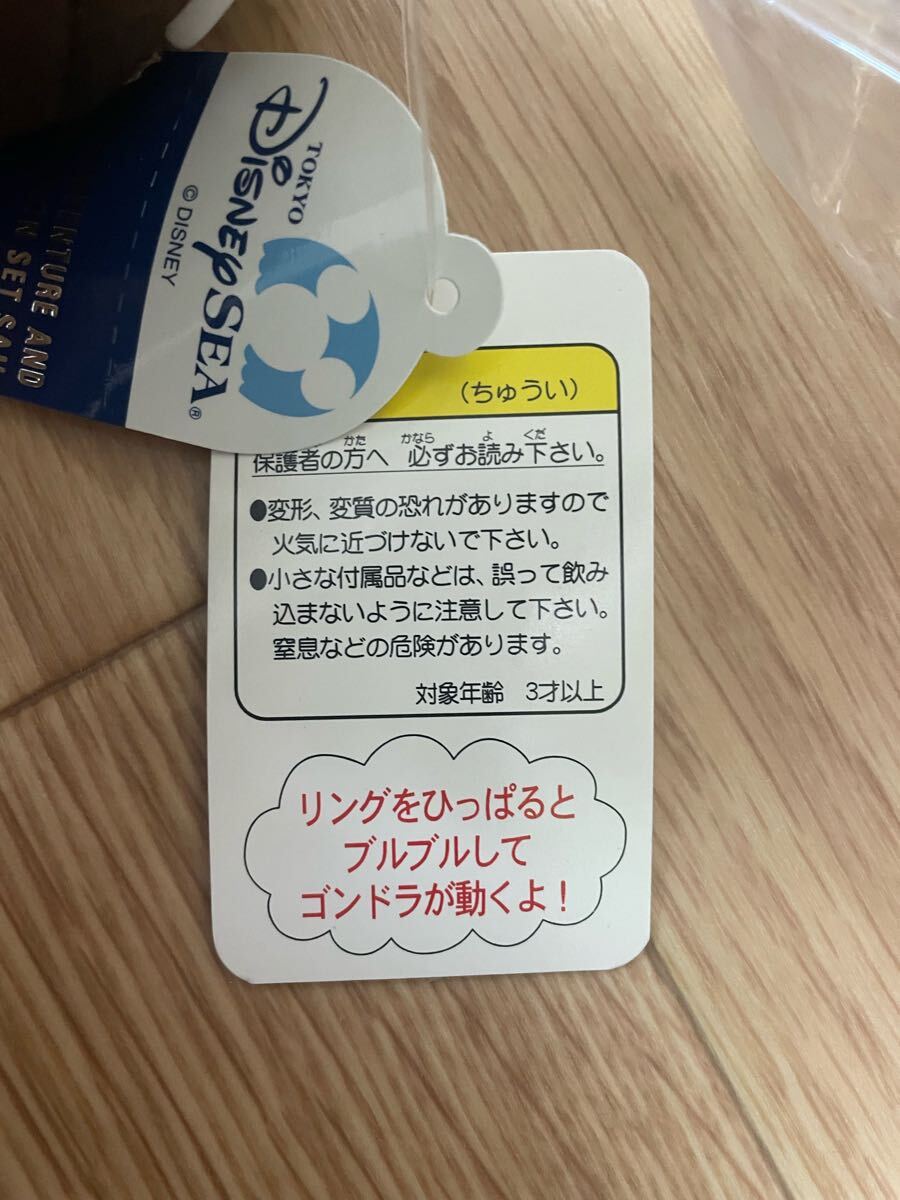 TOKYO
DISNEY SEA®
© DISNEY
AND
SET
(ちゅうい)
かた かなら よ くだ
保護者の方へ 必ずお読み下さい。
●変形、変質の恐れがありますので
火気に近づけないで下さい。
●小さな付属品などは、誤って飲み
込まないように注意して下さい。
窒息などの危険があります。
対象年齢 3才以上
リングをひっぱると
ブルブルして
ゴンドラが動くよ!